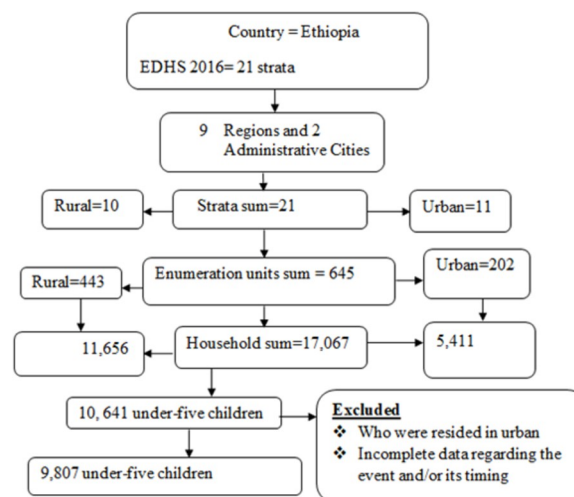 Country = Ethiopia
EDHS 2016= 21 strata
9 Regions and 2
Administrative Cities
Rural=10
Strata sum=21
Urban=11
Rural=443
Enumeration units sum = 645
Urban=202
11,656
Household sum=17,067
5,411
10, 641 under-five children
Excluded
❖ Who were resided in urban
❖ Incomplete data regarding the
event and/or its timing
9,807 under-five children